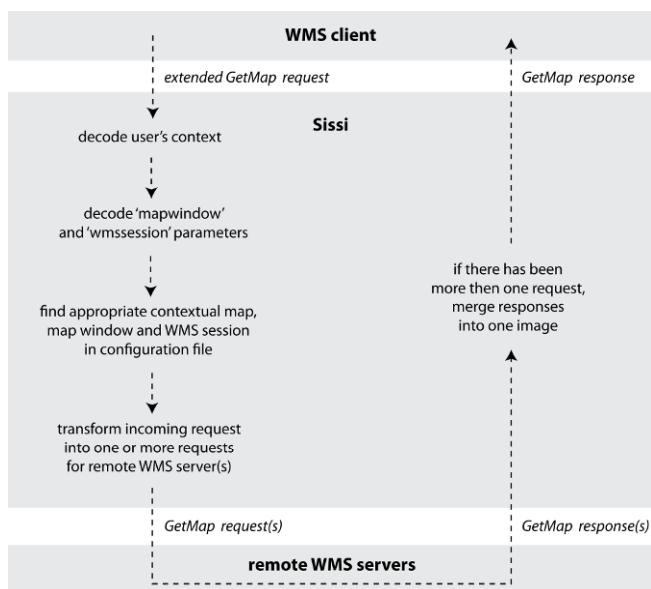 WMS client
extended GetMap request
GetMap response
Sissi
decode user's context
decode 'mapwindow'
and 'wmssession' parameters
find appropriate contextual map,
map window and WMS session
in configuration file
transform incoming request
into one or more requests
for remote WMS server(s)
if there has been
more then one request,
merge responses
into one image
GetMap request(s)
GetMap response(s)
remote WMS servers